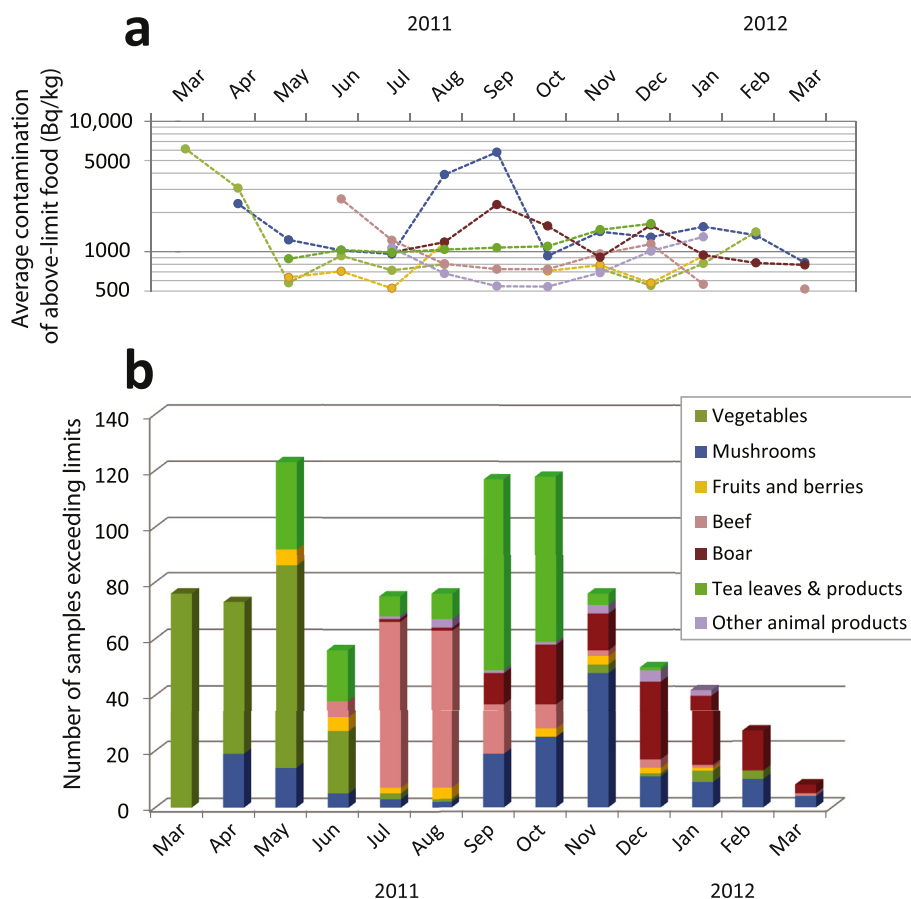 a
2011
2012
Mar Apr May Jun Jul Aug Sep Oct Nov Dec Jan Feb Mar
Average contamination
of above-limit food (Bq/kg)
10,000
5000
1000
500
b
Number of samples exceeding limits
140
120
100
80
60
40
20
0
Vegetables
Mushrooms
Fruits and berries
Beef
Boar
Tea leaves & products
Other animal products
Mar Apr May Jun Jul Aug Sep Oct Nov Dec Jan Feb Mar
2011
2012